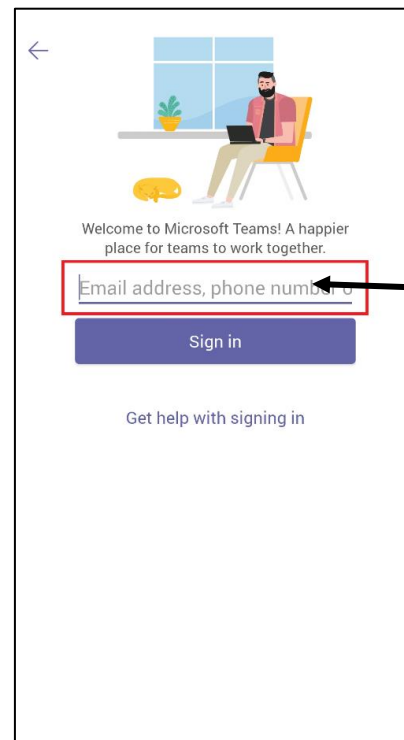 Welcome to Microsoft Teams! A happier
place for teams to work together.
Email address, phone number o
Sign in
Get help with signing in